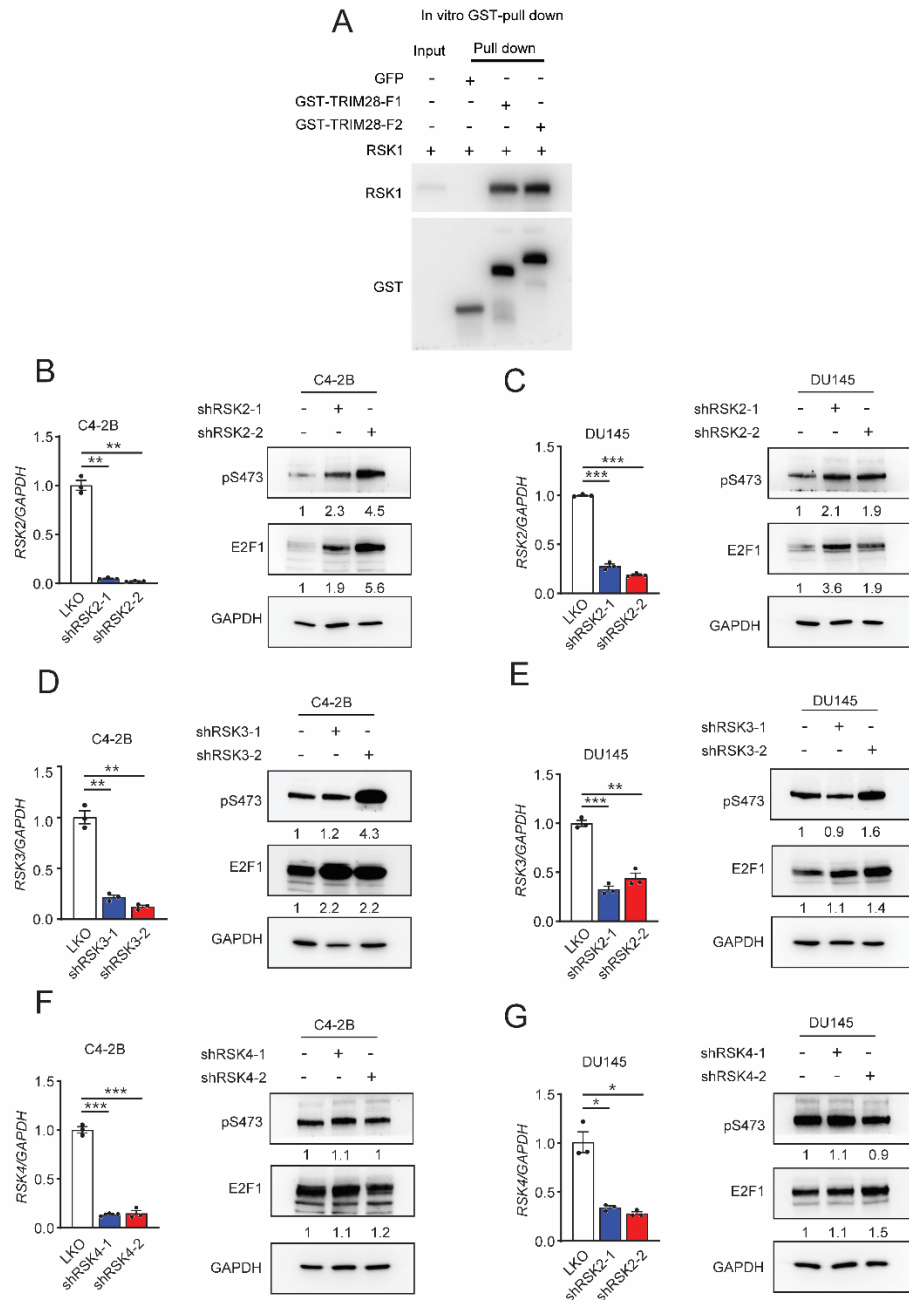 A
In vitro GST-pull down
Input Pull down
GFP - + - -
GST-TRIM28-F1 - - + -
GST-TRIM28-F2 - - - +
RSK1 + + + +
RSK1
GST
B
C4-2B
RSK2/GAPDH
1.5
1.0
0.5
0.0
**
**
LKO
shRSK2-1
shRSK2-2
C4-2B
shRSK2-1 - + -
shRSK2-2 - - +
pS473
1 2.3 4.5
E2F1
1 1.9 5.6
GAPDH
C
DU145
RSK2/GAPDH
1.5
1.0
0.5
0.0
***
***
LKO
shRSK2-1
shRSK2-2
DU145
shRSK2-1 - + -
shRSK2-2 - - +
pS473
1 2.1 1.9
E2F1
1 3.6 1.9
GAPDH
D
C4-2B
RSK3/GAPDH
1.5
1.0
0.5
0.0
**
**
LKO
shRSK3-1
shRSK3-2
C4-2B
shRSK3-1 - + -
shRSK3-2 - - +
pS473
1 1.2 4.3
E2F1
1 2.2 2.2
GAPDH
E
DU145
RSK3/GAPDH
1.5
1.0
0.5
0.0
**
***
LKO
shRSK2-1
shRSK2-2
DU145
shRSK3-1 - + -
shRSK3-2 - - +
pS473
1 0.9 1.6
E2F1
1 1.1 1.4
GAPDH
F
C4-2B
RSK4/GAPDH
1.5
1.0
0.5
0.0
***
***
LKO
shRSK4-1
shRSK4-2
C4-2B
shRSK4-1 - + -
shRSK4-2 - - +
pS473
1 1.1 1
E2F1
1 1.1 1.2
GAPDH
G
DU145
RSK4/GAPDH
1.5
1.0
0.5
0.0
*
*
LKO
shRSK2-1
shRSK2-2
DU145
shRSK4-1 - + -
shRSK4-2 - - +
pS473
1 1.1 0.9
E2F1
1 1.1 1.5
GAPDH